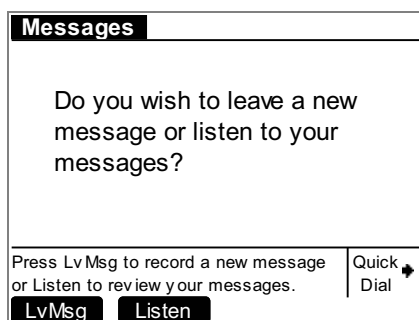 Messages
Do you wish to leave a new
message or listen to your
messages?
Press LvMsg to record a new message
or Listen to review your messages.
Quick
Dial
LvMsg
Listen